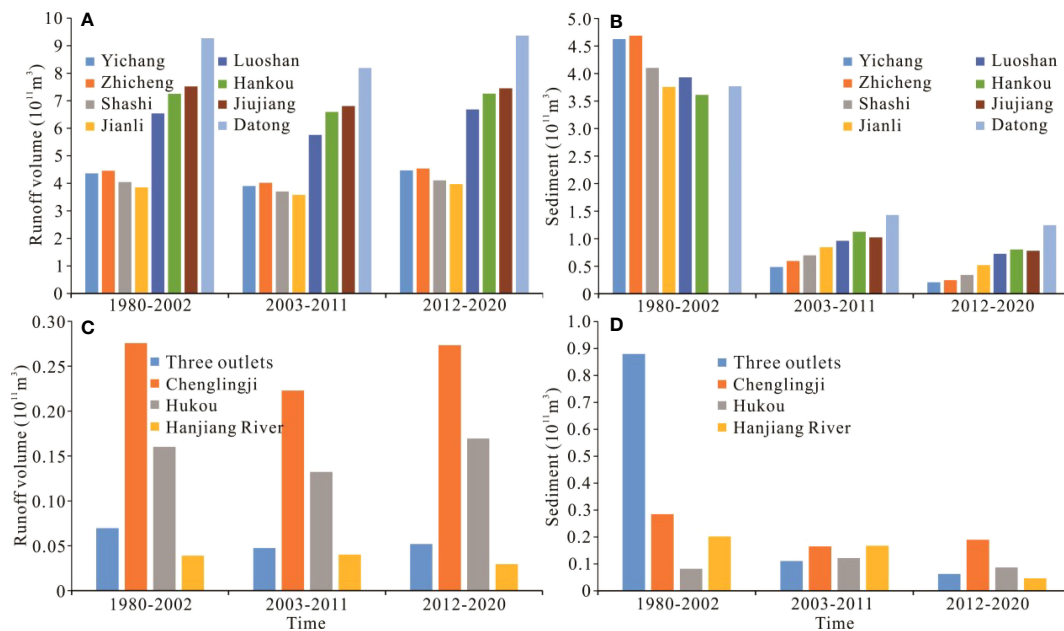 A
Runoff volume (10¹¹m³)
10
9
8
7
6
5
4
3
2
1
0
Yichang
Zhicheng
Shashi
Jianli
Luoshan
Hankou
Jiujiang
Datong
1980-2002
2003-2011
2012-2020
B
Sediment (10¹¹m³)
5.0
4.5
4.0
3.5
3.0
2.5
2.0
1.5
1.0
0.5
0
Yichang
Zhicheng
Shashi
Jianli
Luoshan
Hankou
Jiujiang
Datong
1980-2002
2003-2011
2012-2020
C
Runoff volume (10¹¹m³)
0.30
0.25
0.20
0.15
0.10
0.05
0
Three outlets
Chenglingji
Hukou
Hanjiang River
1980-2002
2003-2011
2012-2020
Time
D
Sediment (10¹¹m³)
1.0
0.9
0.8
0.7
0.6
0.5
0.4
0.3
0.2
0.1
0
Three outlets
Chenglingji
Hukou
Hanjiang River
1980-2002
2003-2011
2012-2020
Time